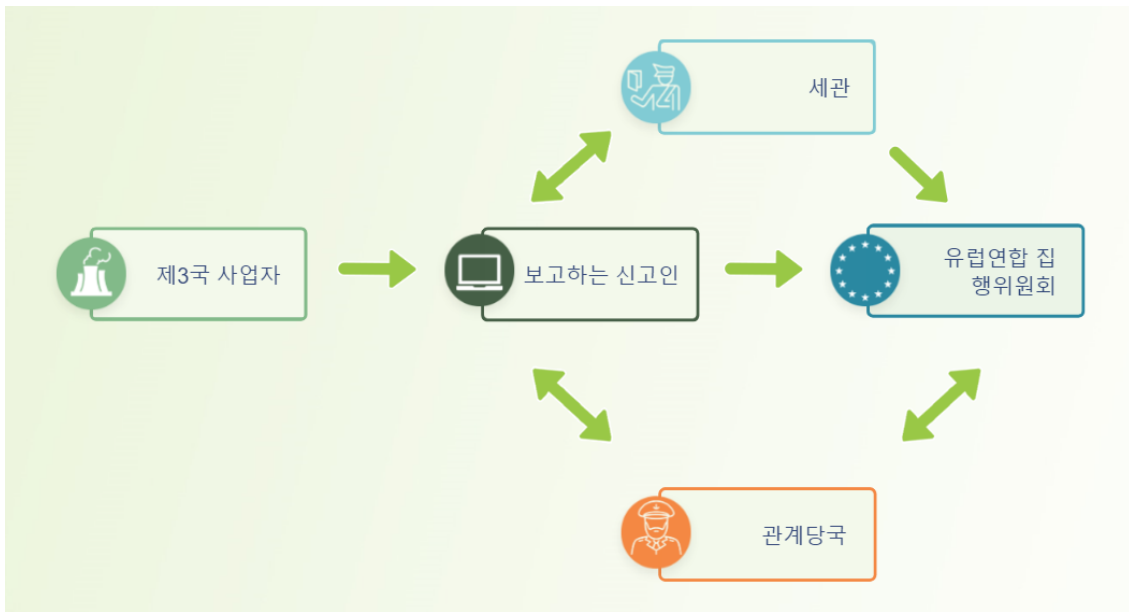 세관
제3국 사업자
보고하는 신고인
유럽연합 집
행위원회
관계당국